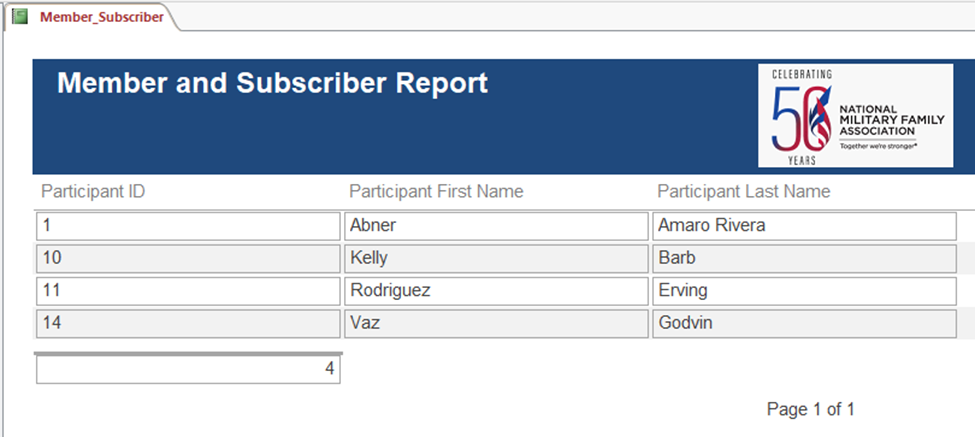 Member_Subscriber
Member and Subscriber Report
CELEBRATING
50
YEARS
NATIONAL
MILITARY FAMILY
ASSOCIATION
Together we're stronger®
Participant ID Participant First Name Participant Last Name
1 Abner Amaro Rivera
10 Kelly Barb
11 Rodriguez Erving
14 Vaz Godvin
4
Page 1 of 1